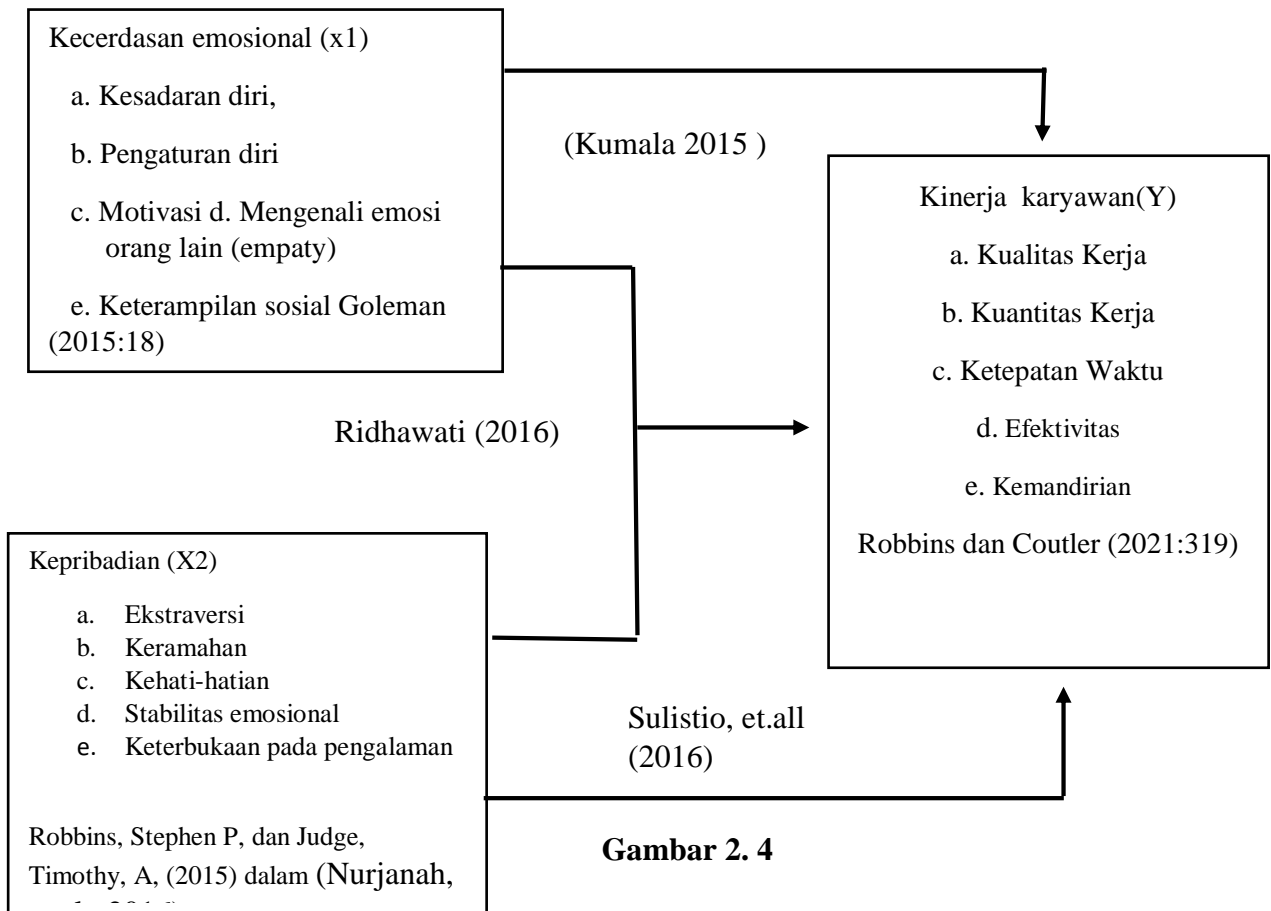 Kecerdasan emosional (x1)
a. Kesadaran diri,
b. Pengaturan diri
c. Motivasi d. Mengenali emosi
orang lain (empaty)
e. Keterampilan sosial Goleman
(2015:18)
(Kumala 2015 )
Kinerja karyawan(Y)
a. Kualitas Kerja
b. Kuantitas Kerja
c. Ketepatan Waktu
d. Efektivitas
e. Kemandirian
Robbins dan Coutler (2021:319)
Ridhawati (2016)
Kepribadian (X2)
a. Ekstraversi
b. Keramahan
c. Kehati-hatian
d. Stabilitas emosional
e. Keterbukaan pada pengalaman
Robbins, Stephen P, dan Judge,
Timothy, A, (2015) dalam (Nurjanah,
Sulistio, et.all
(2016)
Gambar 2. 4